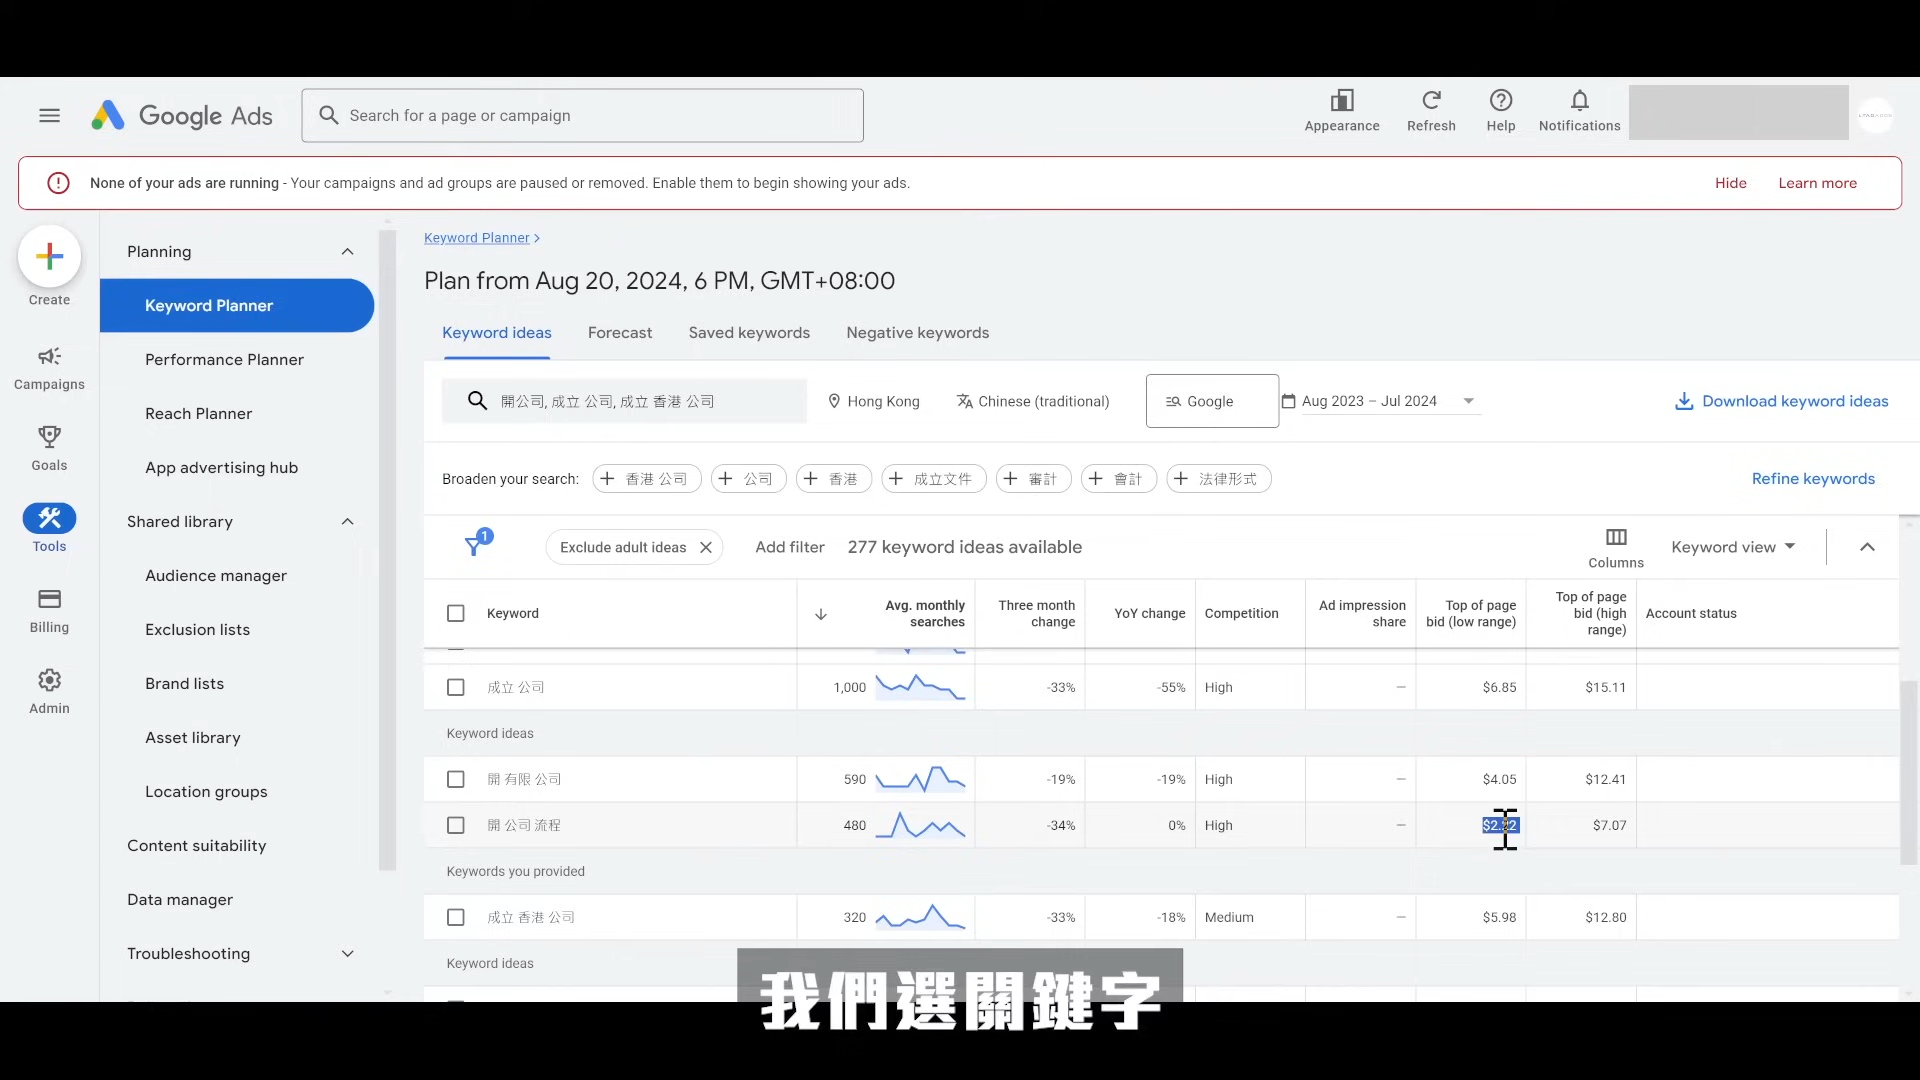 Google Ads
Search for a page or campaign
Appearance
Refresh
Help
Notifications
None of your ads are running - Your campaigns and ad groups are paused or removed. Enable them to begin showing your ads.
Hide
Learn more
Create
Campaigns
Goals
Tools
Billing
Admin
Planning
Keyword Planner
Performance Planner
Reach Planner
App advertising hub
Shared library
Audience manager
Exclusion lists
Brand lists
Asset library
Location groups
Content suitability
Data manager
Troubleshooting
Keyword Planner >
Plan from Aug 20, 2024, 6 PM, GMT+08:00
Keyword ideas Forecast Saved keywords Negative keywords
開公司, 成立 公司, 成立 香港 公司 Hong Kong Chinese (traditional) Google Aug 2023 – Jul 2024 Download keyword ideas
Broaden your search: 香港 公司 公司 香港 成立文件 審計 會計 法律形式 Refine keywords
1 Exclude adult ideas Add filter 277 keyword ideas available Columns Keyword view
Keyword Avg. monthly searches Three month change YoY change Competition Ad impression share Top of page bid (low range) Top of page bid (high range) Account status
成立 公司 1,000 -33% -55% High – $6.85 $15.11
Keyword ideas
開 有限 公司 590 -19% -19% High – $4.05 $12.41
開 公司 流程 480 -34% 0% High – $7.07
Keywords you provided
成立 香港 公司 320 -33% -18% Medium – $5.98 $12.80
Keyword ideas
我們選關鍵字